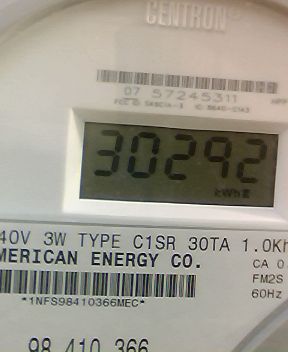 CENTRON®
07 57245311
30292
kWh
40V 3W TYPE C1SR 30TA 1.0Kh
MERICAN ENERGY CO.
CA 0.
FM2S
*1NFS98410366MEC*
60Hz
98 410 366